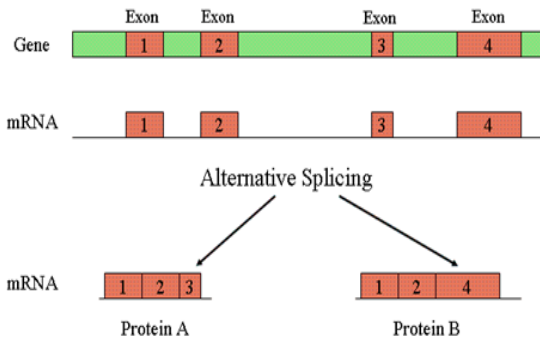 Exon Exon Exon Exon
Gene 1 2 3 4
mRNA 1 2 3 4
Alternative Splicing
mRNA 1 2 3 1 2 4
Protein A Protein B